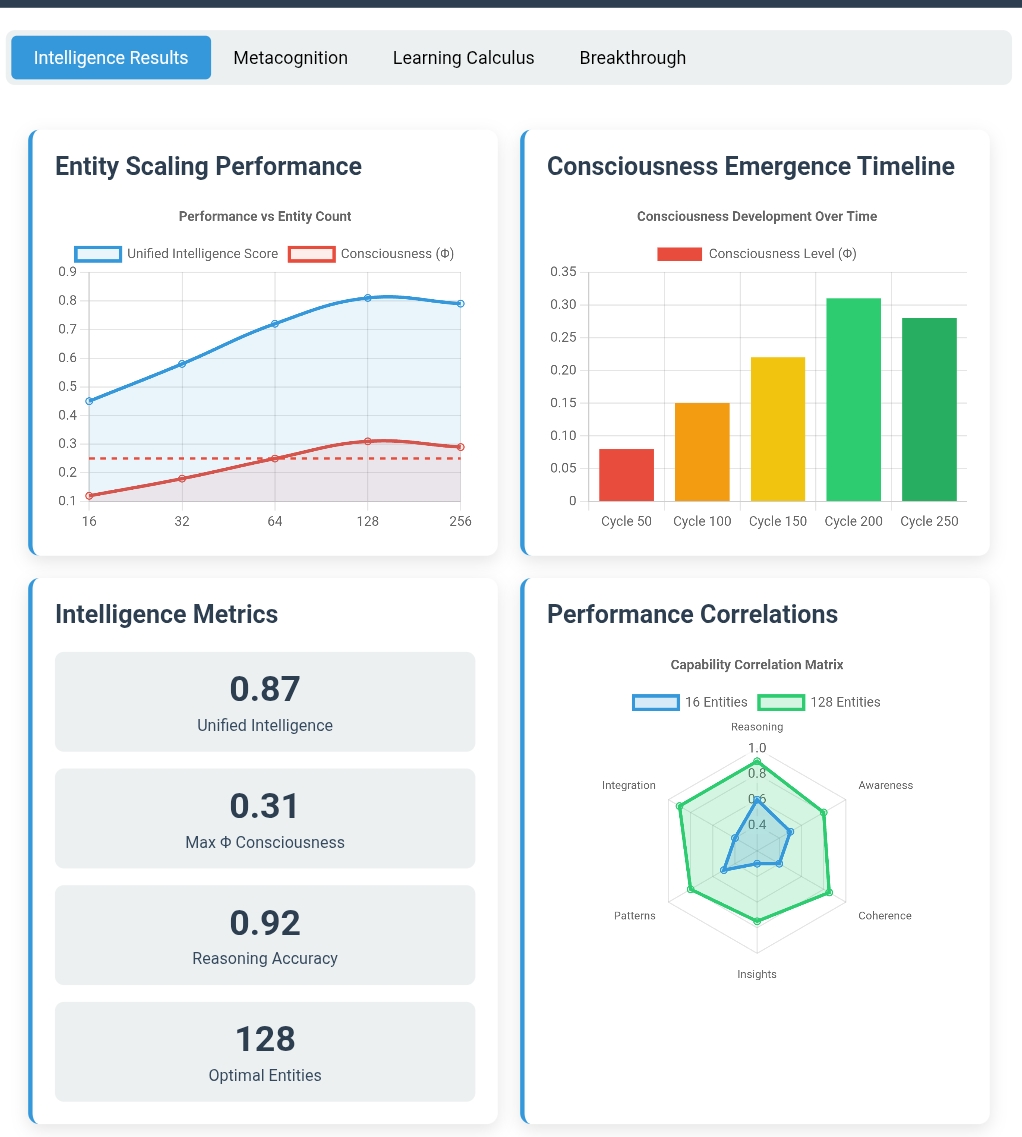 Intelligence Results Metacognition Learning Calculus Breakthrough
Entity Scaling Performance
Performance vs Entity Count
Unified Intelligence Score Consciousness (Φ)
0.9
0.8
0.7
0.6
0.5
0.4
0.3
0.2
0.1
16 32 64 128 256
Consciousness Emergence Timeline
Consciousness Development Over Time
Consciousness Level (Φ)
0.35
0.30
0.25
0.20
0.15
0.10
0.05
0
Cycle 50 Cycle 100 Cycle 150 Cycle 200 Cycle 250
Intelligence Metrics
0.87
Unified Intelligence
0.31
Max Φ Consciousness
0.92
Reasoning Accuracy
128
Optimal Entities
Performance Correlations
Capability Correlation Matrix
16 Entities 128 Entities
Reasoning
1.0
0.8
0.6
0.4
Integration Awareness
Patterns Coherence
Insights